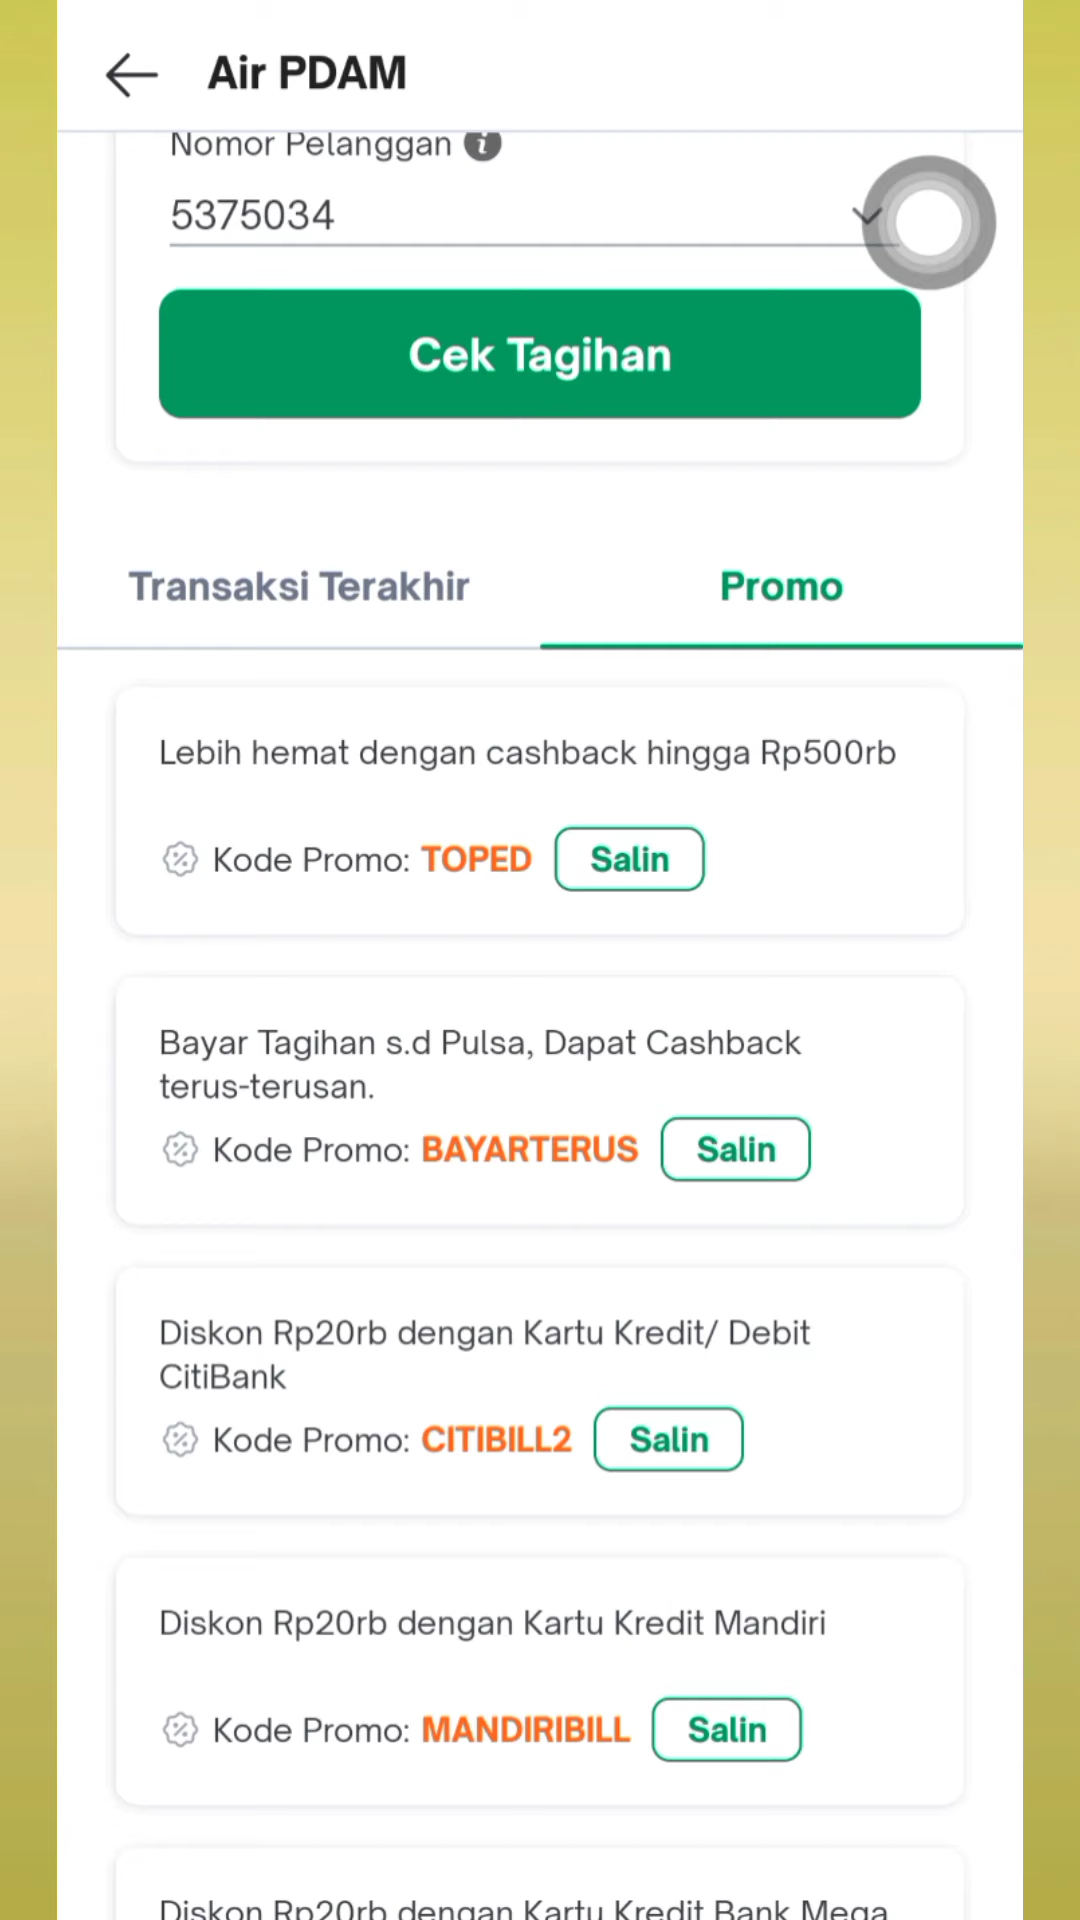 Air PDAM
Nomor Pelanggan i
5375034
Cek Tagihan
Transaksi Terakhir
Promo
Lebih hemat dengan cashback hingga Rp500rb
Kode Promo: TOPED Salin
Bayar Tagihan s.d Pulsa, Dapat Cashback
terus-terusan.
Kode Promo: BAYARTERUS Salin
Diskon Rp20rb dengan Kartu Kredit/ Debit
CitiBank
Kode Promo: CITIBILL2 Salin
Diskon Rp20rb dengan Kartu Kredit Mandiri
Kode Promo: MANDIRIBILL Salin
Diskon Rp20rb dengan Kartu Kredit Bank Mega